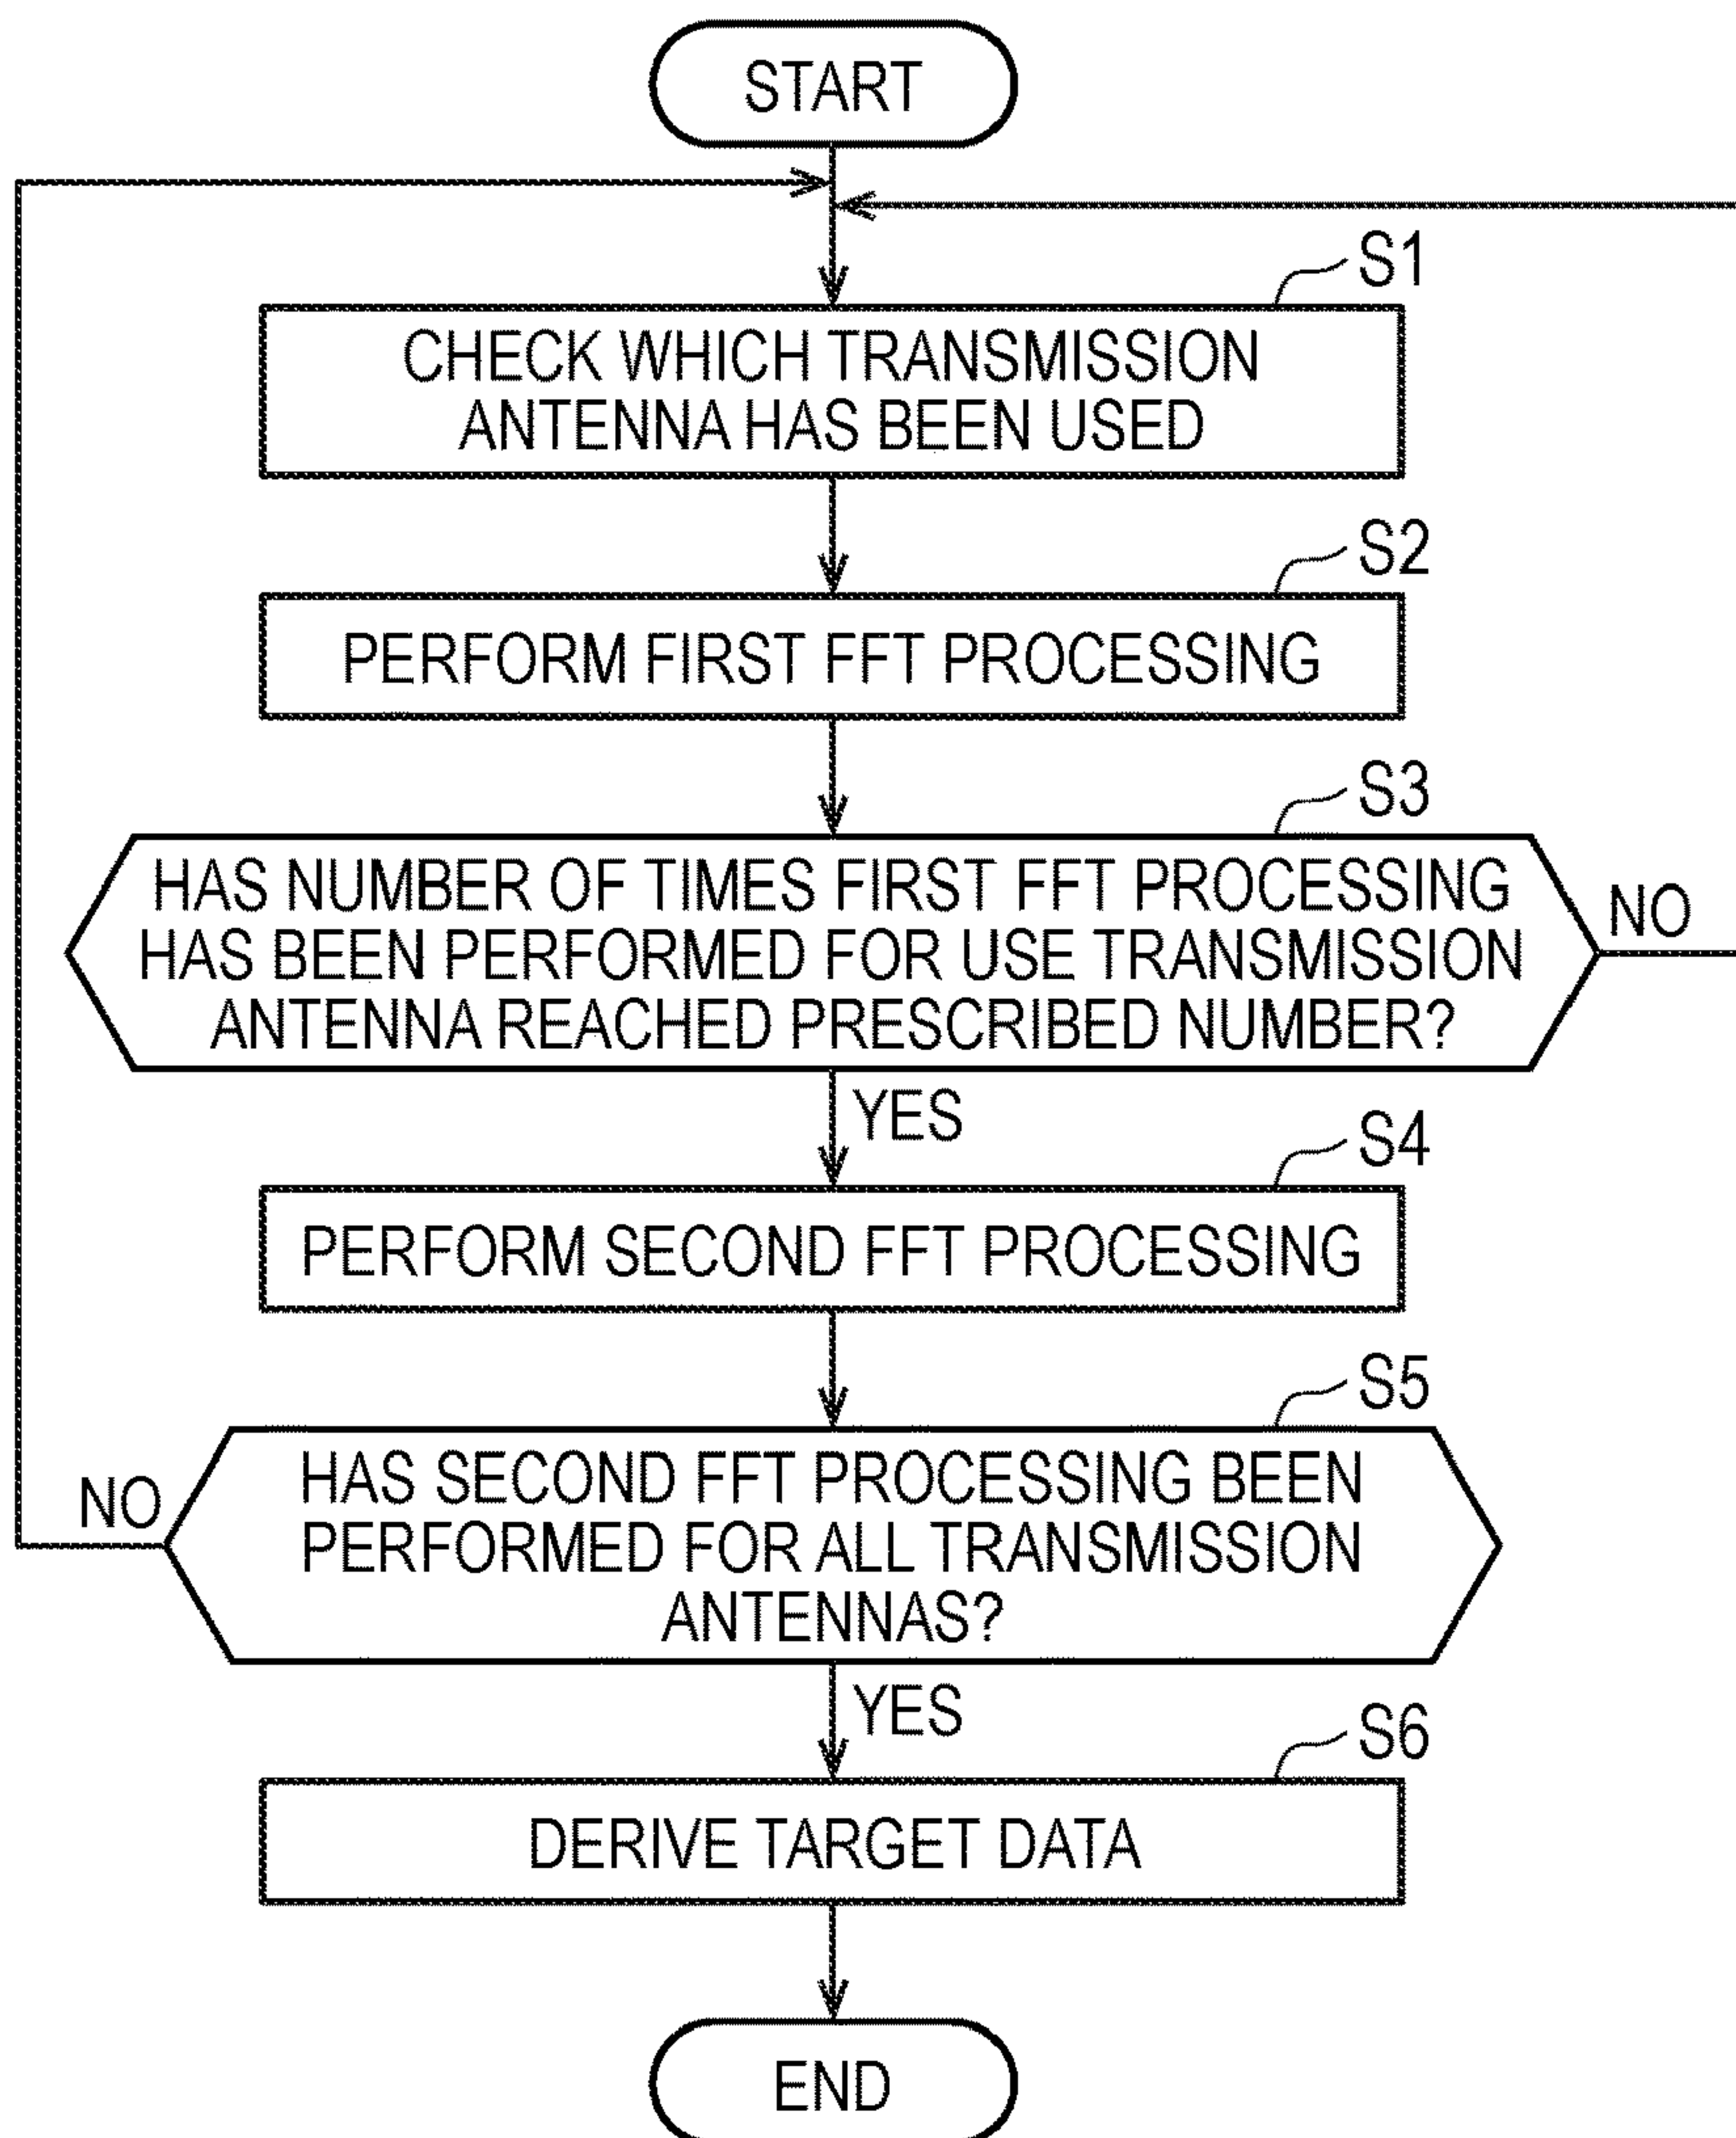 START
S1
CHECK WHICH TRANSMISSION
ANTENNA HAS BEEN USED
S2
PERFORM FIRST FFT PROCESSING
S3
HAS NUMBER OF TIMES FIRST FFT PROCESSING
HAS BEEN PERFORMED FOR USE TRANSMISSION
ANTENNA REACHED PRESCRIBED NUMBER?
NO
YES
S4
PERFORM SECOND FFT PROCESSING
S5
HAS SECOND FFT PROCESSING BEEN
PERFORMED FOR ALL TRANSMISSION
ANTENNAS?
NO
YES
S6
DERIVE TARGET DATA
END